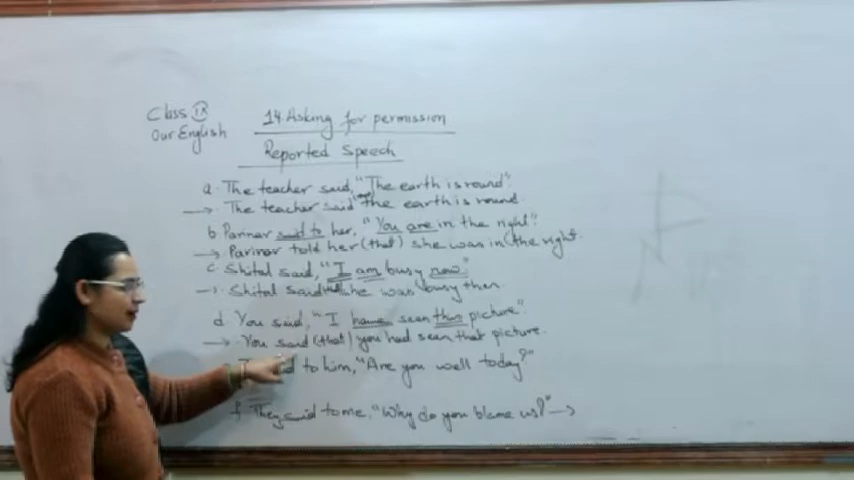 Class IX
Our English
14. Asking for permission
Reported Speech
a. The teacher said, "The earth is round".
→ The teacher said that the earth is round.
b. said to her, "You are in the right".
→ told her (that) she was in the right.
c. Shital said, "I am busy now."
→ Shital said that she was busy then.
d. You said, "I have seen this picture".
→ You said (that) you had seen that picture.
to him, "Are you well today?"
f. They said to me, "Why do you blame us?" →